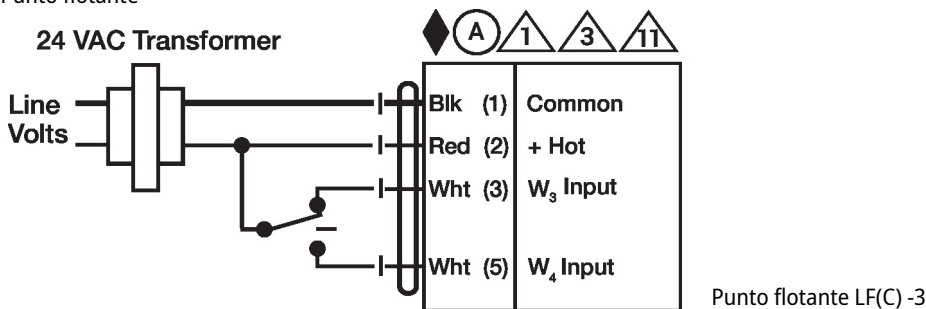 Punto flotante
24 VAC Transformer
A 1 3 11
Line
Volts
Blk (1) Common
Red (2) + Hot
Wht (3) W₃ Input
Wht (5) W₄ Input
Punto flotante LF(C) -3